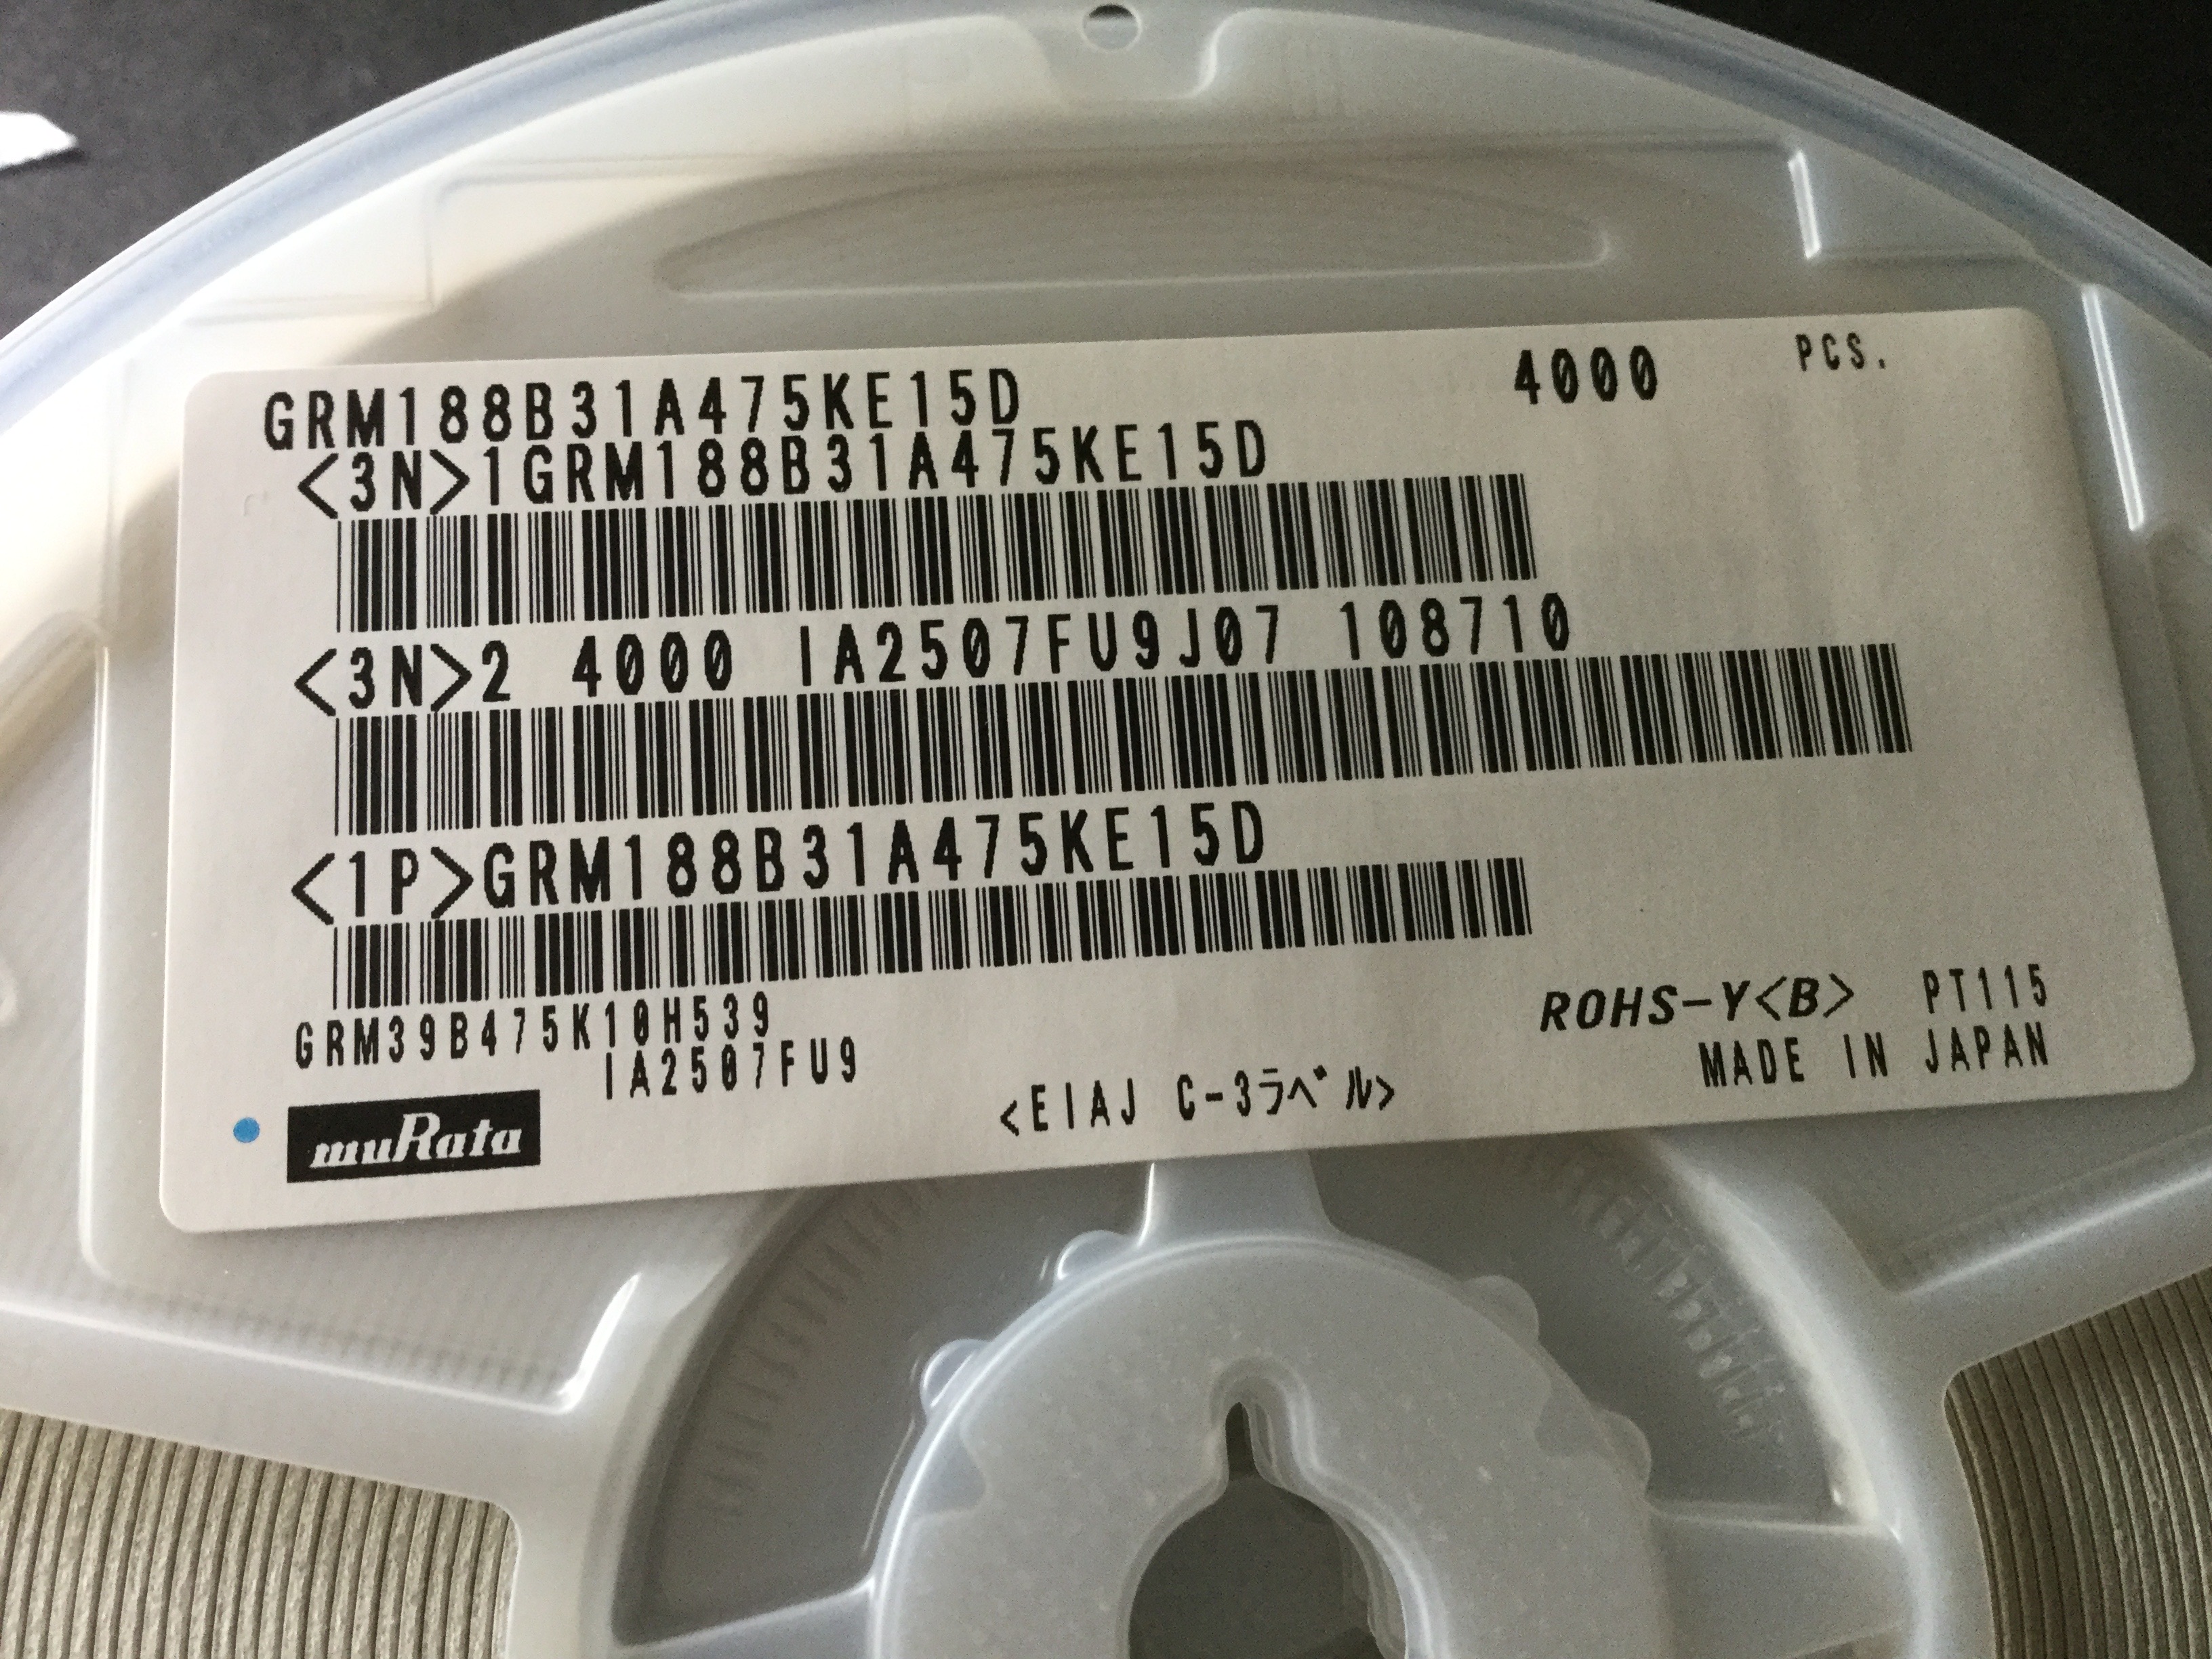 GRM188B31A475KE15D 4000 PCS.
<3N>1GRM188B31A475KE15D
<3N>2 4000 IA2507FU9J07 108710
<1P>GRM188B31A475KE15D
GRM39B475K10H539
IA2507FU9
ROHS-Y<B> PT115
MADE IN JAPAN
<EIAJ C-3ラベル>
muRata